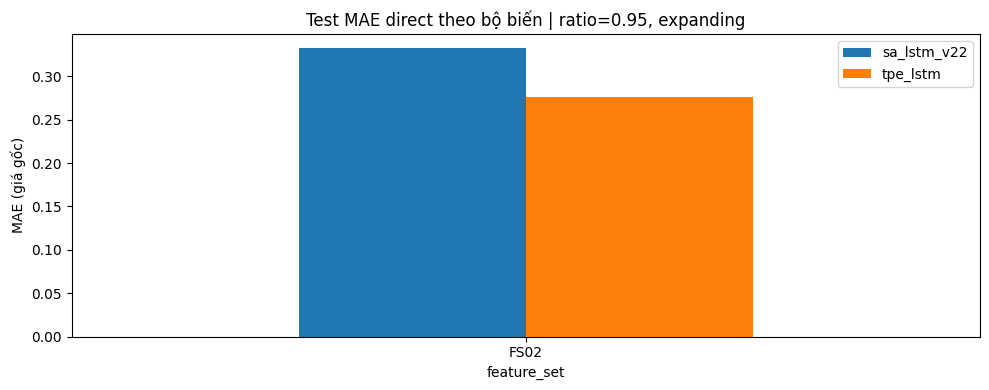 Test MAE direct theo bộ biến | ratio=0.95, expanding
sa_lstm_v22
tpe_lstm
MAE (giá gốc)
0.30
0.25
0.20
0.15
0.10
0.05
0.00
FS02
feature_set